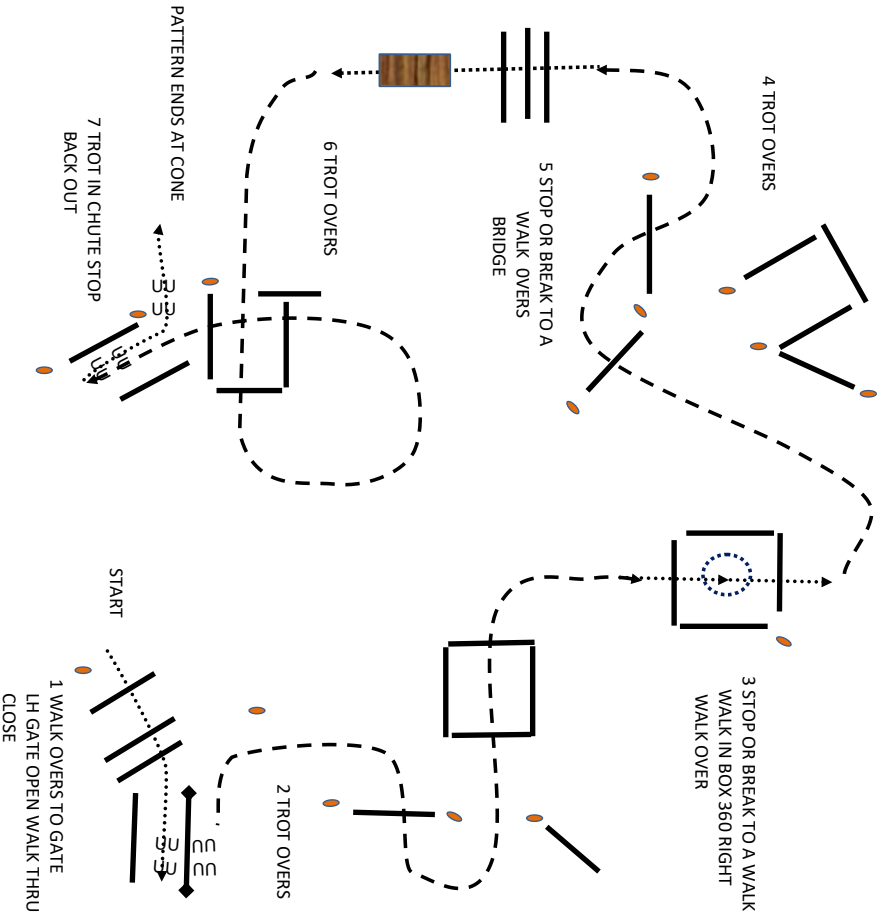 START
1 WALK OVERS TO GATE
LH GATE OPEN WALK THRU
CLOSE
2 TROT OVERS
3 STOP OR BREAK TO A WALK
WALK IN BOX 360 RIGHT
WALK OVER
4 TROT OVERS
5 STOP OR BREAK TO A
WALK 0VERS
BRIDGE
6 TROT OVERS
7 TROT IN CHUTE STOP
BACK OUT
PATTERN ENDS AT CONE